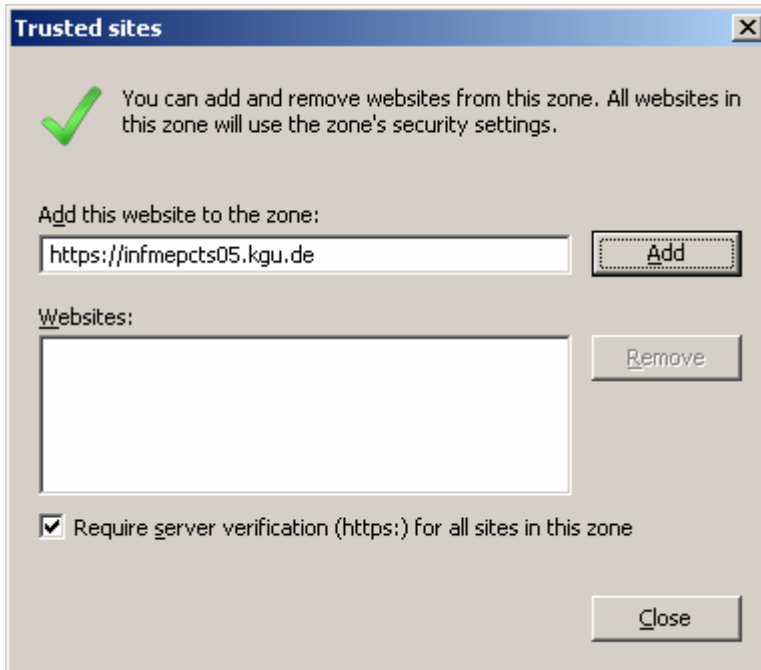 Trusted sites
You can add and remove websites from this zone. All websites in
this zone will use the zone's security settings.
Add this website to the zone:
https://infmepcts05.kgu.de
Add
Websites:
Remove
Require server verification (https:) for all sites in this zone
Close